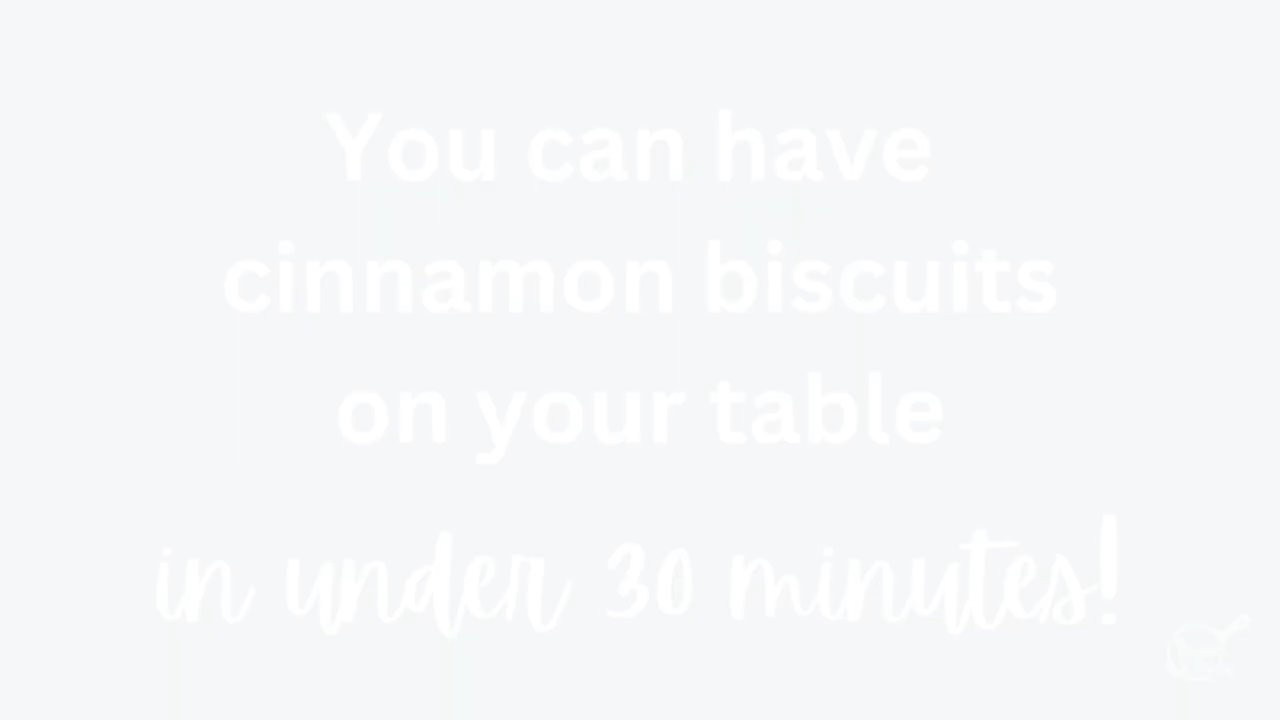 You can have
cinnamon biscuits
on your table
in under 30 minutes!